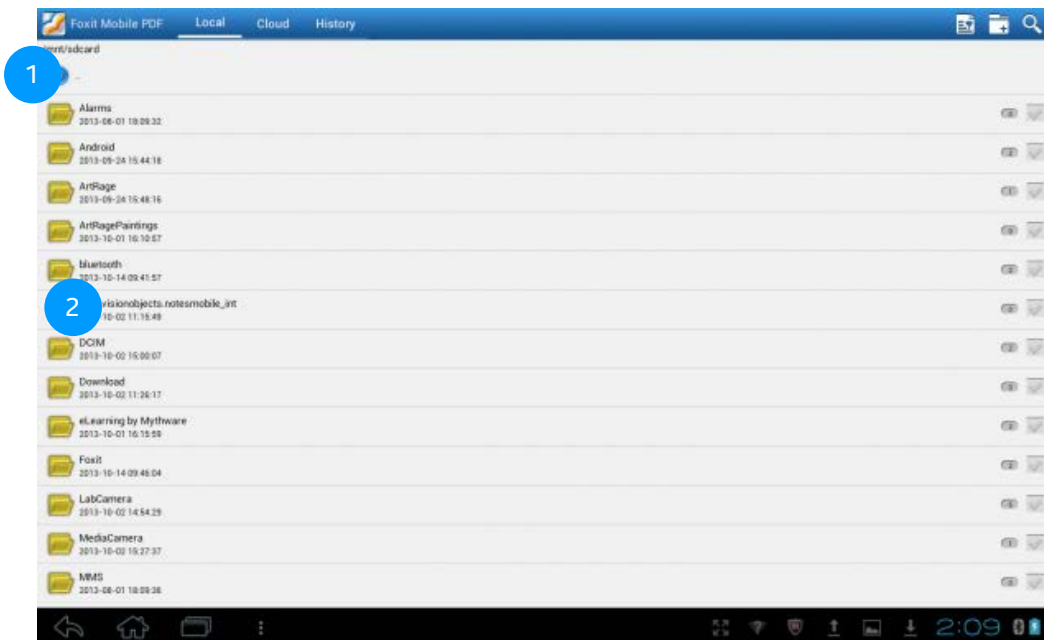 Foxit Mobile PDF Local Cloud History
/mnt/sdcard
1
..
Alarms
2013-08-01 18:09:32
Android
2013-09-24 15:44:18
ArtRage
2013-09-24 15:48:16
ArtRagePaintings
2013-10-01 16:10:57
bluetooth
2013-10-14 09:41:57
2
visionobjects.notesmobile_int
10-02 11:15:49
DCIM
2013-10-02 15:00:07
Download
2013-10-02 11:26:17
eLearning by Mythware
2013-10-01 16:15:59
Foxit
2013-10-14 09:46:04
LabCamera
2013-10-02 14:54:29
MediaCamera
2013-10-02 15:27:37
MMS
2013-08-01 18:09:36
2:09